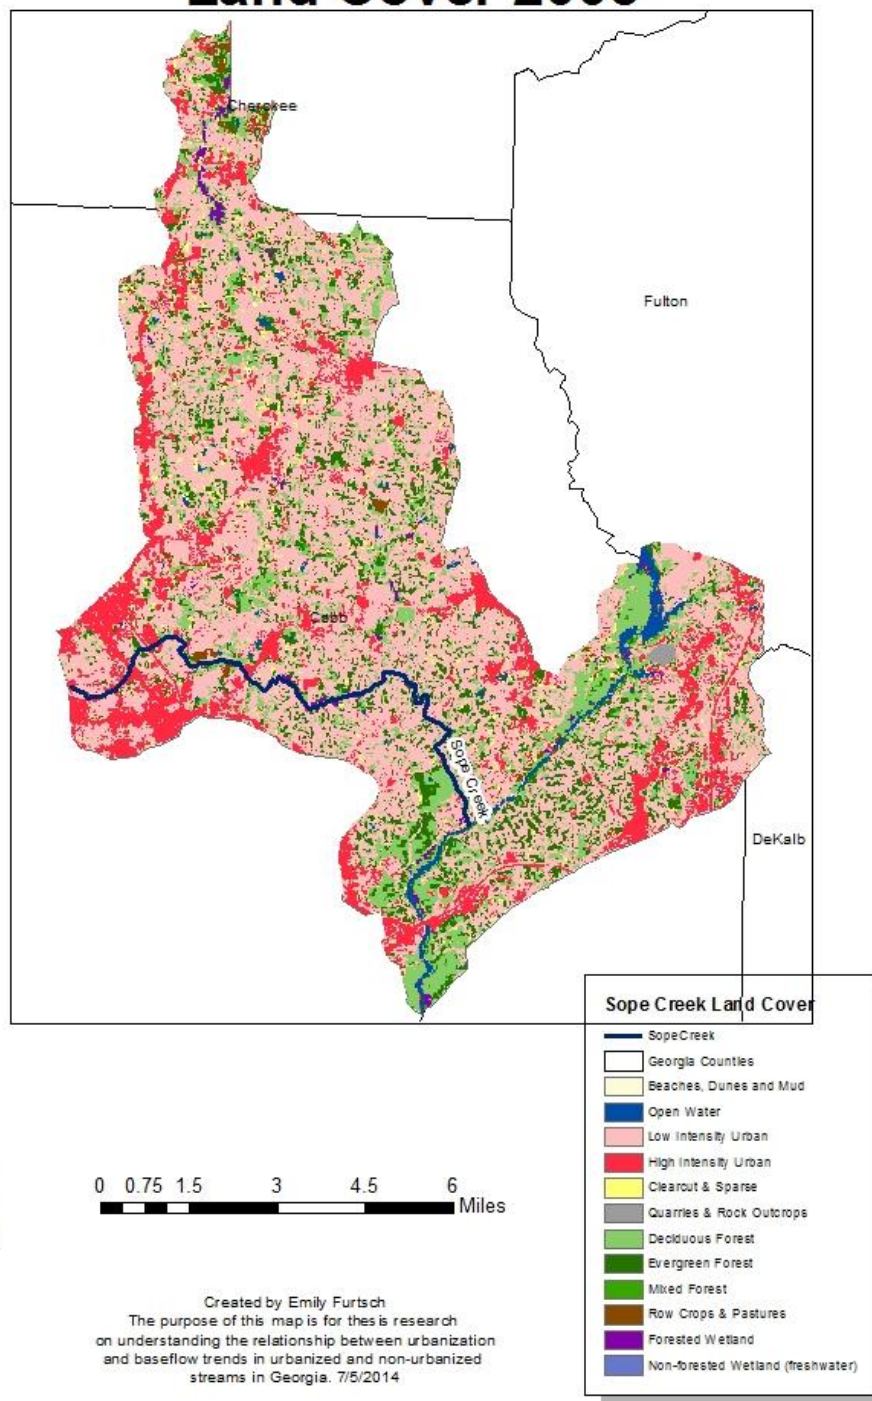 Cherokee
Fulton
Cobb
Sope Creek
DeKalb
Sope Creek Land Cover
SopeCreek
Georgia Counties
Beaches, Dunes and Mud
Open Water
Low Intensity Urban
High Intensity Urban
Clearcut & Sparse
Quarries & Rock Outcrops
Deciduous Forest
Evergreen Forest
Mixed Forest
Row Crops & Pastures
Forested Wetland
Non-forested Wetland (freshwater)
0 0.75 1.5 3 4.5 6
Miles
Created by Emily Furtsch
The purpose of this map is for thesis research
on understanding the relationship between urbanization
and baseflow trends in urbanized and non-urbanized
streams in Georgia. 7/5/2014